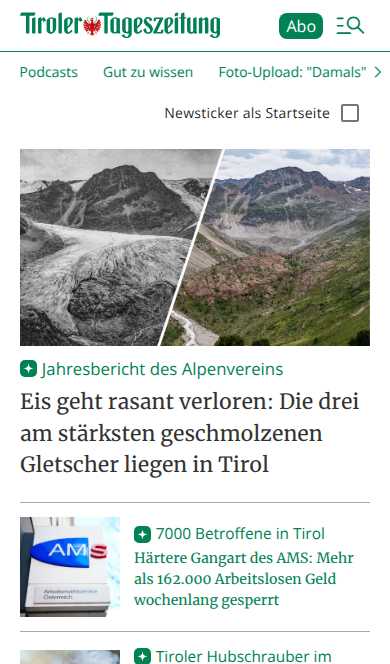 Tiroler Tageszeitung
Abo
Podcasts Gut zu wissen Foto-Upload: "Damals"
Newsticker als Startseite
Jahresbericht des Alpenvereins
Eis geht rasant verloren: Die drei
am stärksten geschmolzenen
Gletscher liegen in Tirol
AMS
Arbeitsmarktservice
Österreich
7000 Betroffene in Tirol
Härtere Gangart des AMS: Mehr
als 162.000 Arbeitslosen Geld
wochenlang gesperrt
Tiroler Hubschrauber im